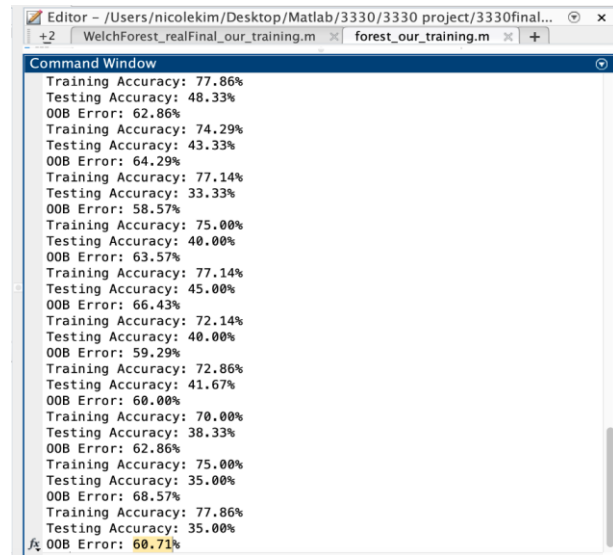 Editor – /Users/nicolekim/Desktop/Matlab/3330/3330 project/3330final...
+2 WelchForest_realFinal_our_training.m forest_our_training.m +
Command Window
Training Accuracy: 77.86%
Testing Accuracy: 48.33%
OOB Error: 62.86%
Training Accuracy: 74.29%
Testing Accuracy: 43.33%
OOB Error: 64.29%
Training Accuracy: 77.14%
Testing Accuracy: 33.33%
OOB Error: 58.57%
Training Accuracy: 75.00%
Testing Accuracy: 40.00%
OOB Error: 63.57%
Training Accuracy: 77.14%
Testing Accuracy: 45.00%
OOB Error: 66.43%
Training Accuracy: 72.14%
Testing Accuracy: 40.00%
OOB Error: 59.29%
Training Accuracy: 72.86%
Testing Accuracy: 41.67%
OOB Error: 60.00%
Training Accuracy: 70.00%
Testing Accuracy: 38.33%
OOB Error: 62.86%
Training Accuracy: 75.00%
Testing Accuracy: 35.00%
OOB Error: 68.57%
Training Accuracy: 77.86%
Testing Accuracy: 35.00%
fx OOB Error: 60.71%